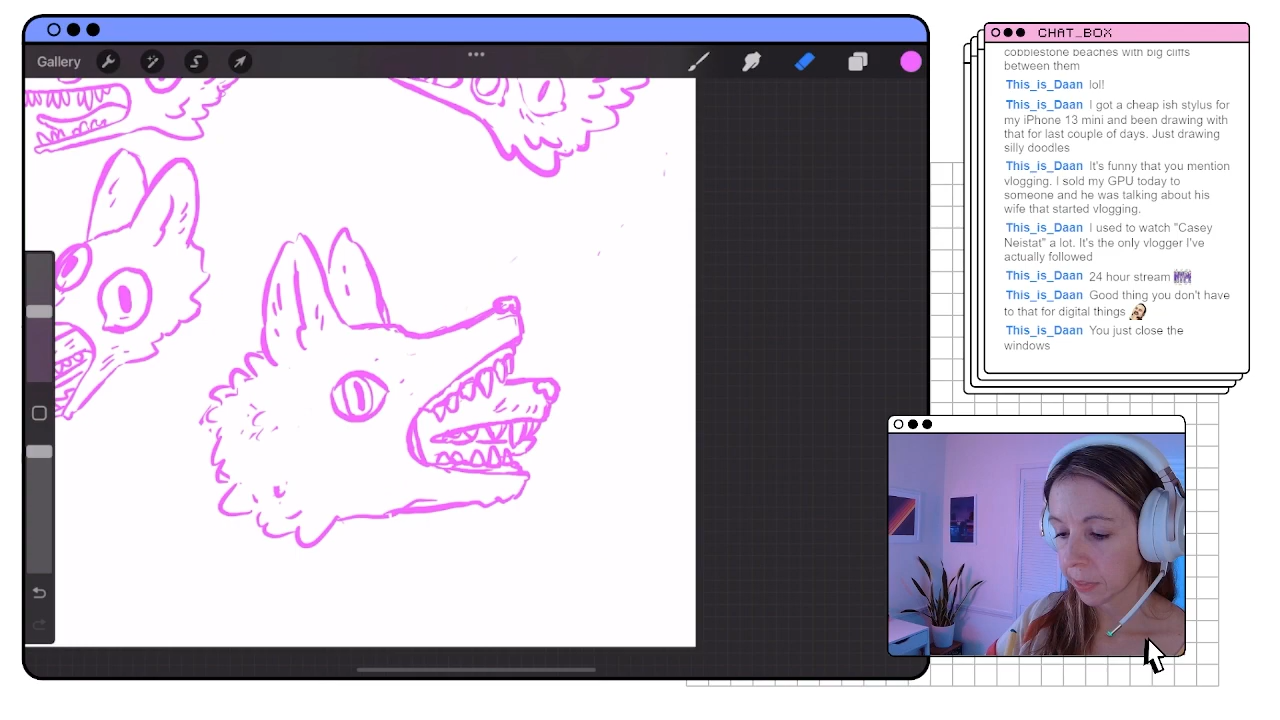 Gallery
CHAT_BOX
cobblestone beaches with big cliffs
between them
This_is_Daan lol!
This_is_Daan I got a cheap ish stylus for
my iPhone 13 mini and been drawing with
that for last couple of days. Just drawing
silly doodles
This_is_Daan It's funny that you mention
vlogging. I sold my GPU today to
someone and he was talking about his
wife that started vlogging.
This_is_Daan I used to watch "Casey
Neistat" a lot. It's the only vlogger I've
actually followed
This_is_Daan 24 hour stream
This_is_Daan Good thing you don't have
to that for digital things
This_is_Daan You just close the
windows